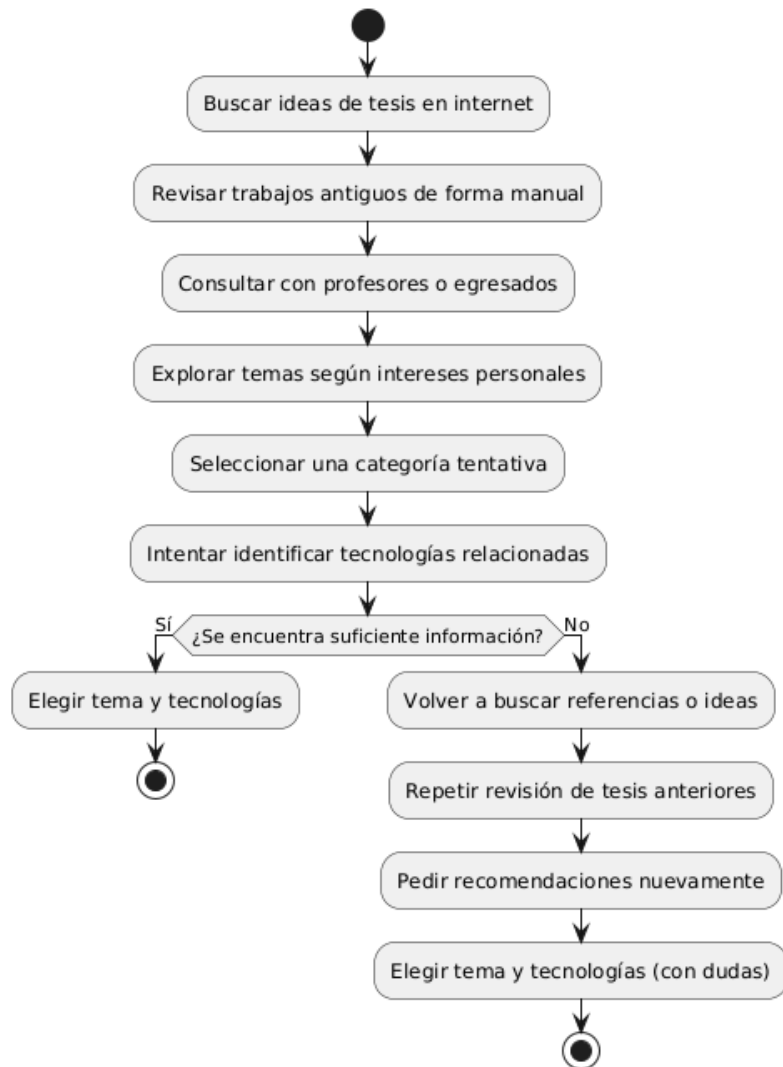 Buscar ideas de tesis en internet
Revisar trabajos antiguos de forma manual
Consultar con profesores o egresados
Explorar temas según intereses personales
Seleccionar una categoría tentativa
Intentar identificar tecnologías relacionadas
Sí
¿Se encuentra suficiente información?
No
Elegir tema y tecnologías
Volver a buscar referencias o ideas
Repetir revisión de tesis anteriores
Pedir recomendaciones nuevamente
Elegir tema y tecnologías (con dudas)